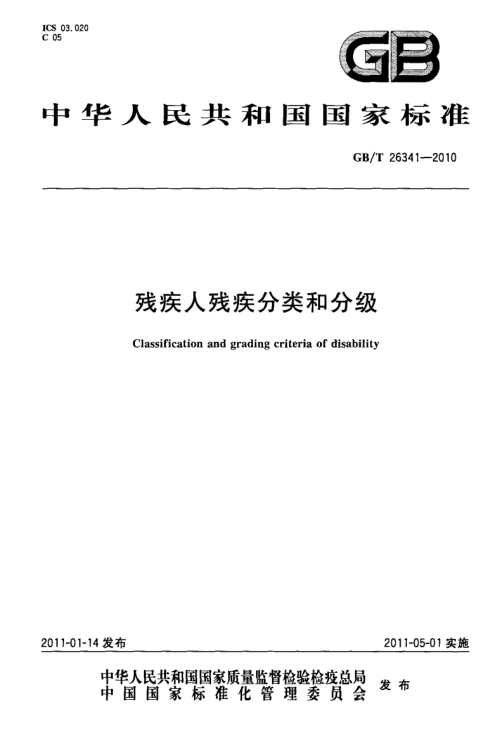 ICS 03.020
C 05
GB
中华人民共和国国家标准
GB/T 26341—2010
残疾人残疾分类和分级
Classification and grading criteria of disability
2011-01-14 发布
2011-05-01 实施
中华人民共和国国家质量监督检验检疫总局
中国国家标准化管理委员会
发布